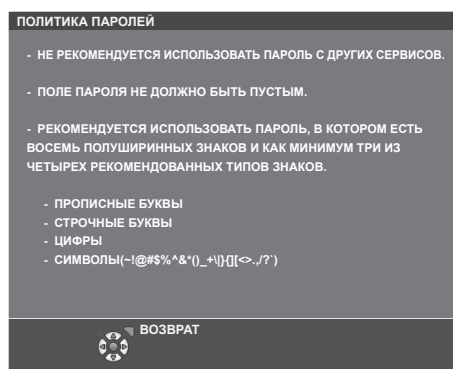 ПОЛИТИКА ПАРОЛЕЙ
- НЕ РЕКОМЕНДУЕТСЯ ИСПОЛЬЗОВАТЬ ПАРОЛЬ С ДРУГИХ СЕРВИСОВ.
- ПОЛЕ ПАРОЛЯ НЕ ДОЛЖНО БЫТЬ ПУСТЫМ.
- РЕКОМЕНДУЕТСЯ ИСПОЛЬЗОВАТЬ ПАРОЛЬ, В КОТОРОМ ЕСТЬ
ВОСЕМЬ ПОЛУШИРИННЫХ ЗНАКОВ И КАК МИНИМУМ ТРИ ИЗ
ЧЕТЫРЕХ РЕКОМЕНДОВАННЫХ ТИПОВ ЗНАКОВ.
- ПРОПИСНЫЕ БУКВЫ
- СТРОЧНЫЕ БУКВЫ
- ЦИФРЫ
- СИМВОЛЫ(~!@#$%^&*()_+\|}{][<>.,/?`)
ВОЗВРАТ